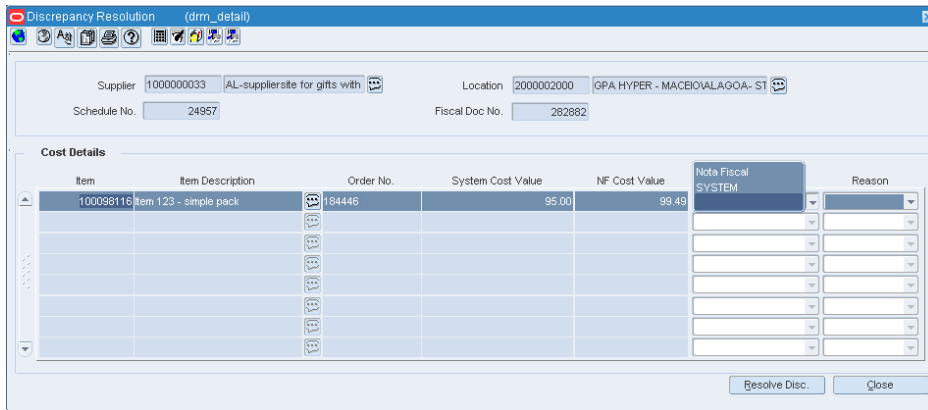 Discrepancy Resolution (drm_detail)
Supplier 1000000033 AL-suppliersite for gifts with Location 2000002000 GPA HYPER - MACEIO\ALAGOA- ST
Schedule No. 24957 Fiscal Doc No. 282882
Cost Details
Nota Fiscal
SYSTEM
Item Item Description Order No. System Cost Value NF Cost Value Reason
100098116 Item 123 - simple pack 184446 95.00 99.49
Resolve Disc. Close